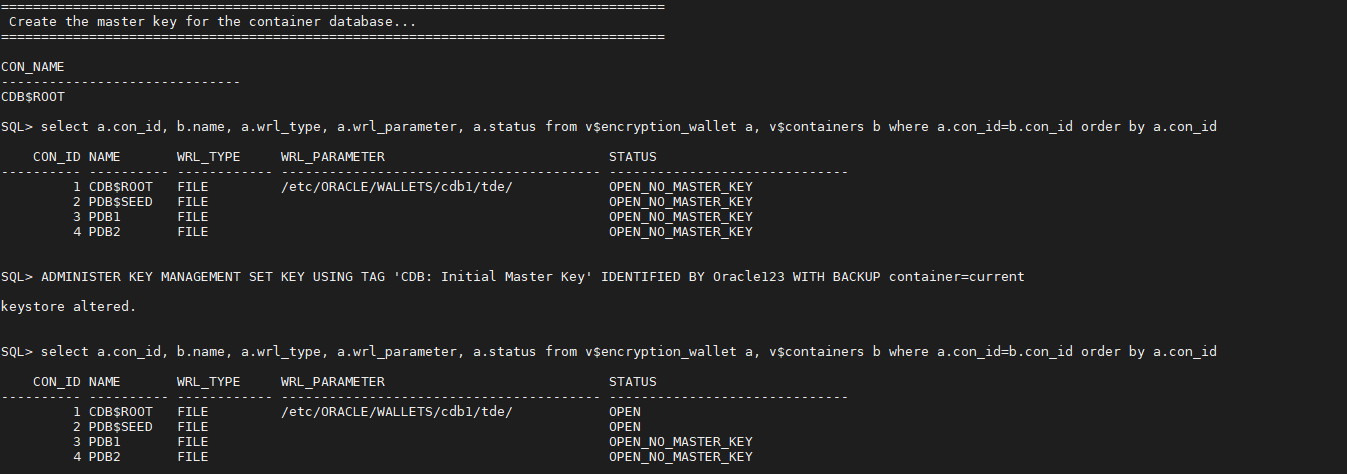 ===================================================================================
 Create the master key for the container database...
===================================================================================

CON_NAME
------------------------------
CDB$ROOT

SQL> select a.con_id, b.name, a.wrl_type, a.wrl_parameter, a.status from v$encryption_wallet a, v$containers b where a.con_id=b.con_id order by a.con_id

    CON_ID NAME       WRL_TYPE     WRL_PARAMETER                            STATUS
---------- ---------- ------------ ---------------------------------------- ------------------------------
         1 CDB$ROOT   FILE         /etc/ORACLE/WALLETS/cdb1/tde/            OPEN_NO_MASTER_KEY
         2 PDB$SEED   FILE                                                  OPEN_NO_MASTER_KEY
         3 PDB1       FILE                                                  OPEN_NO_MASTER_KEY
         4 PDB2       FILE                                                  OPEN_NO_MASTER_KEY

SQL> ADMINISTER KEY MANAGEMENT SET KEY USING TAG 'CDB: Initial Master Key' IDENTIFIED BY Oracle123 WITH BACKUP container=current

keystore altered.

SQL> select a.con_id, b.name, a.wrl_type, a.wrl_parameter, a.status from v$encryption_wallet a, v$containers b where a.con_id=b.con_id order by a.con_id

    CON_ID NAME       WRL_TYPE     WRL_PARAMETER                            STATUS
---------- ---------- ------------ ---------------------------------------- ------------------------------
         1 CDB$ROOT   FILE         /etc/ORACLE/WALLETS/cdb1/tde/            OPEN
         2 PDB$SEED   FILE                                                  OPEN
         3 PDB1       FILE                                                  OPEN_NO_MASTER_KEY
         4 PDB2       FILE                                                  OPEN_NO_MASTER_KEY